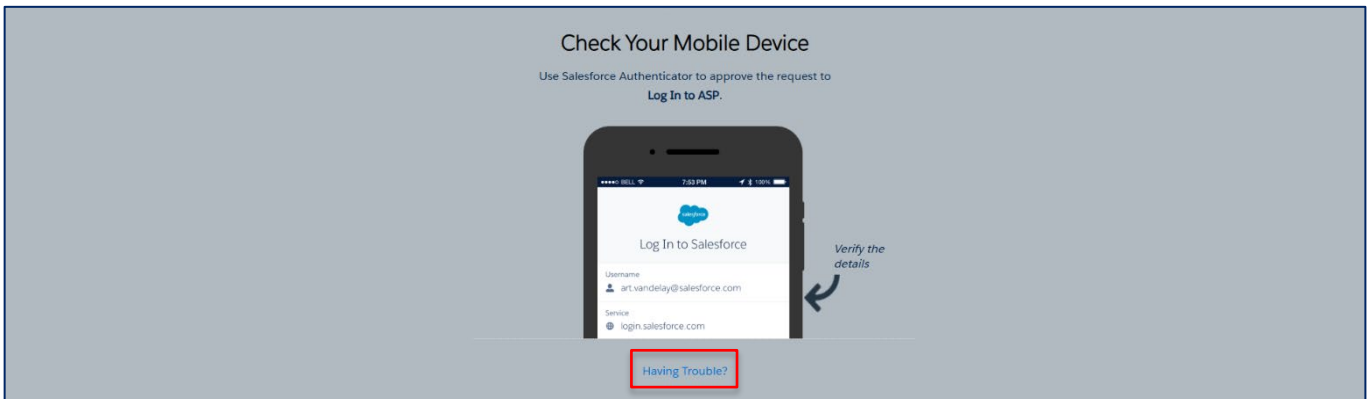 Check Your Mobile Device
Use Salesforce Authenticator to approve the request to
Log In to ASP.
BELL 7:53 PM 100%
salesforce
Log In to Salesforce
Username
art.vandelay@salesforce.com
Service
login.salesforce.com
Verify the
details
Having Trouble?